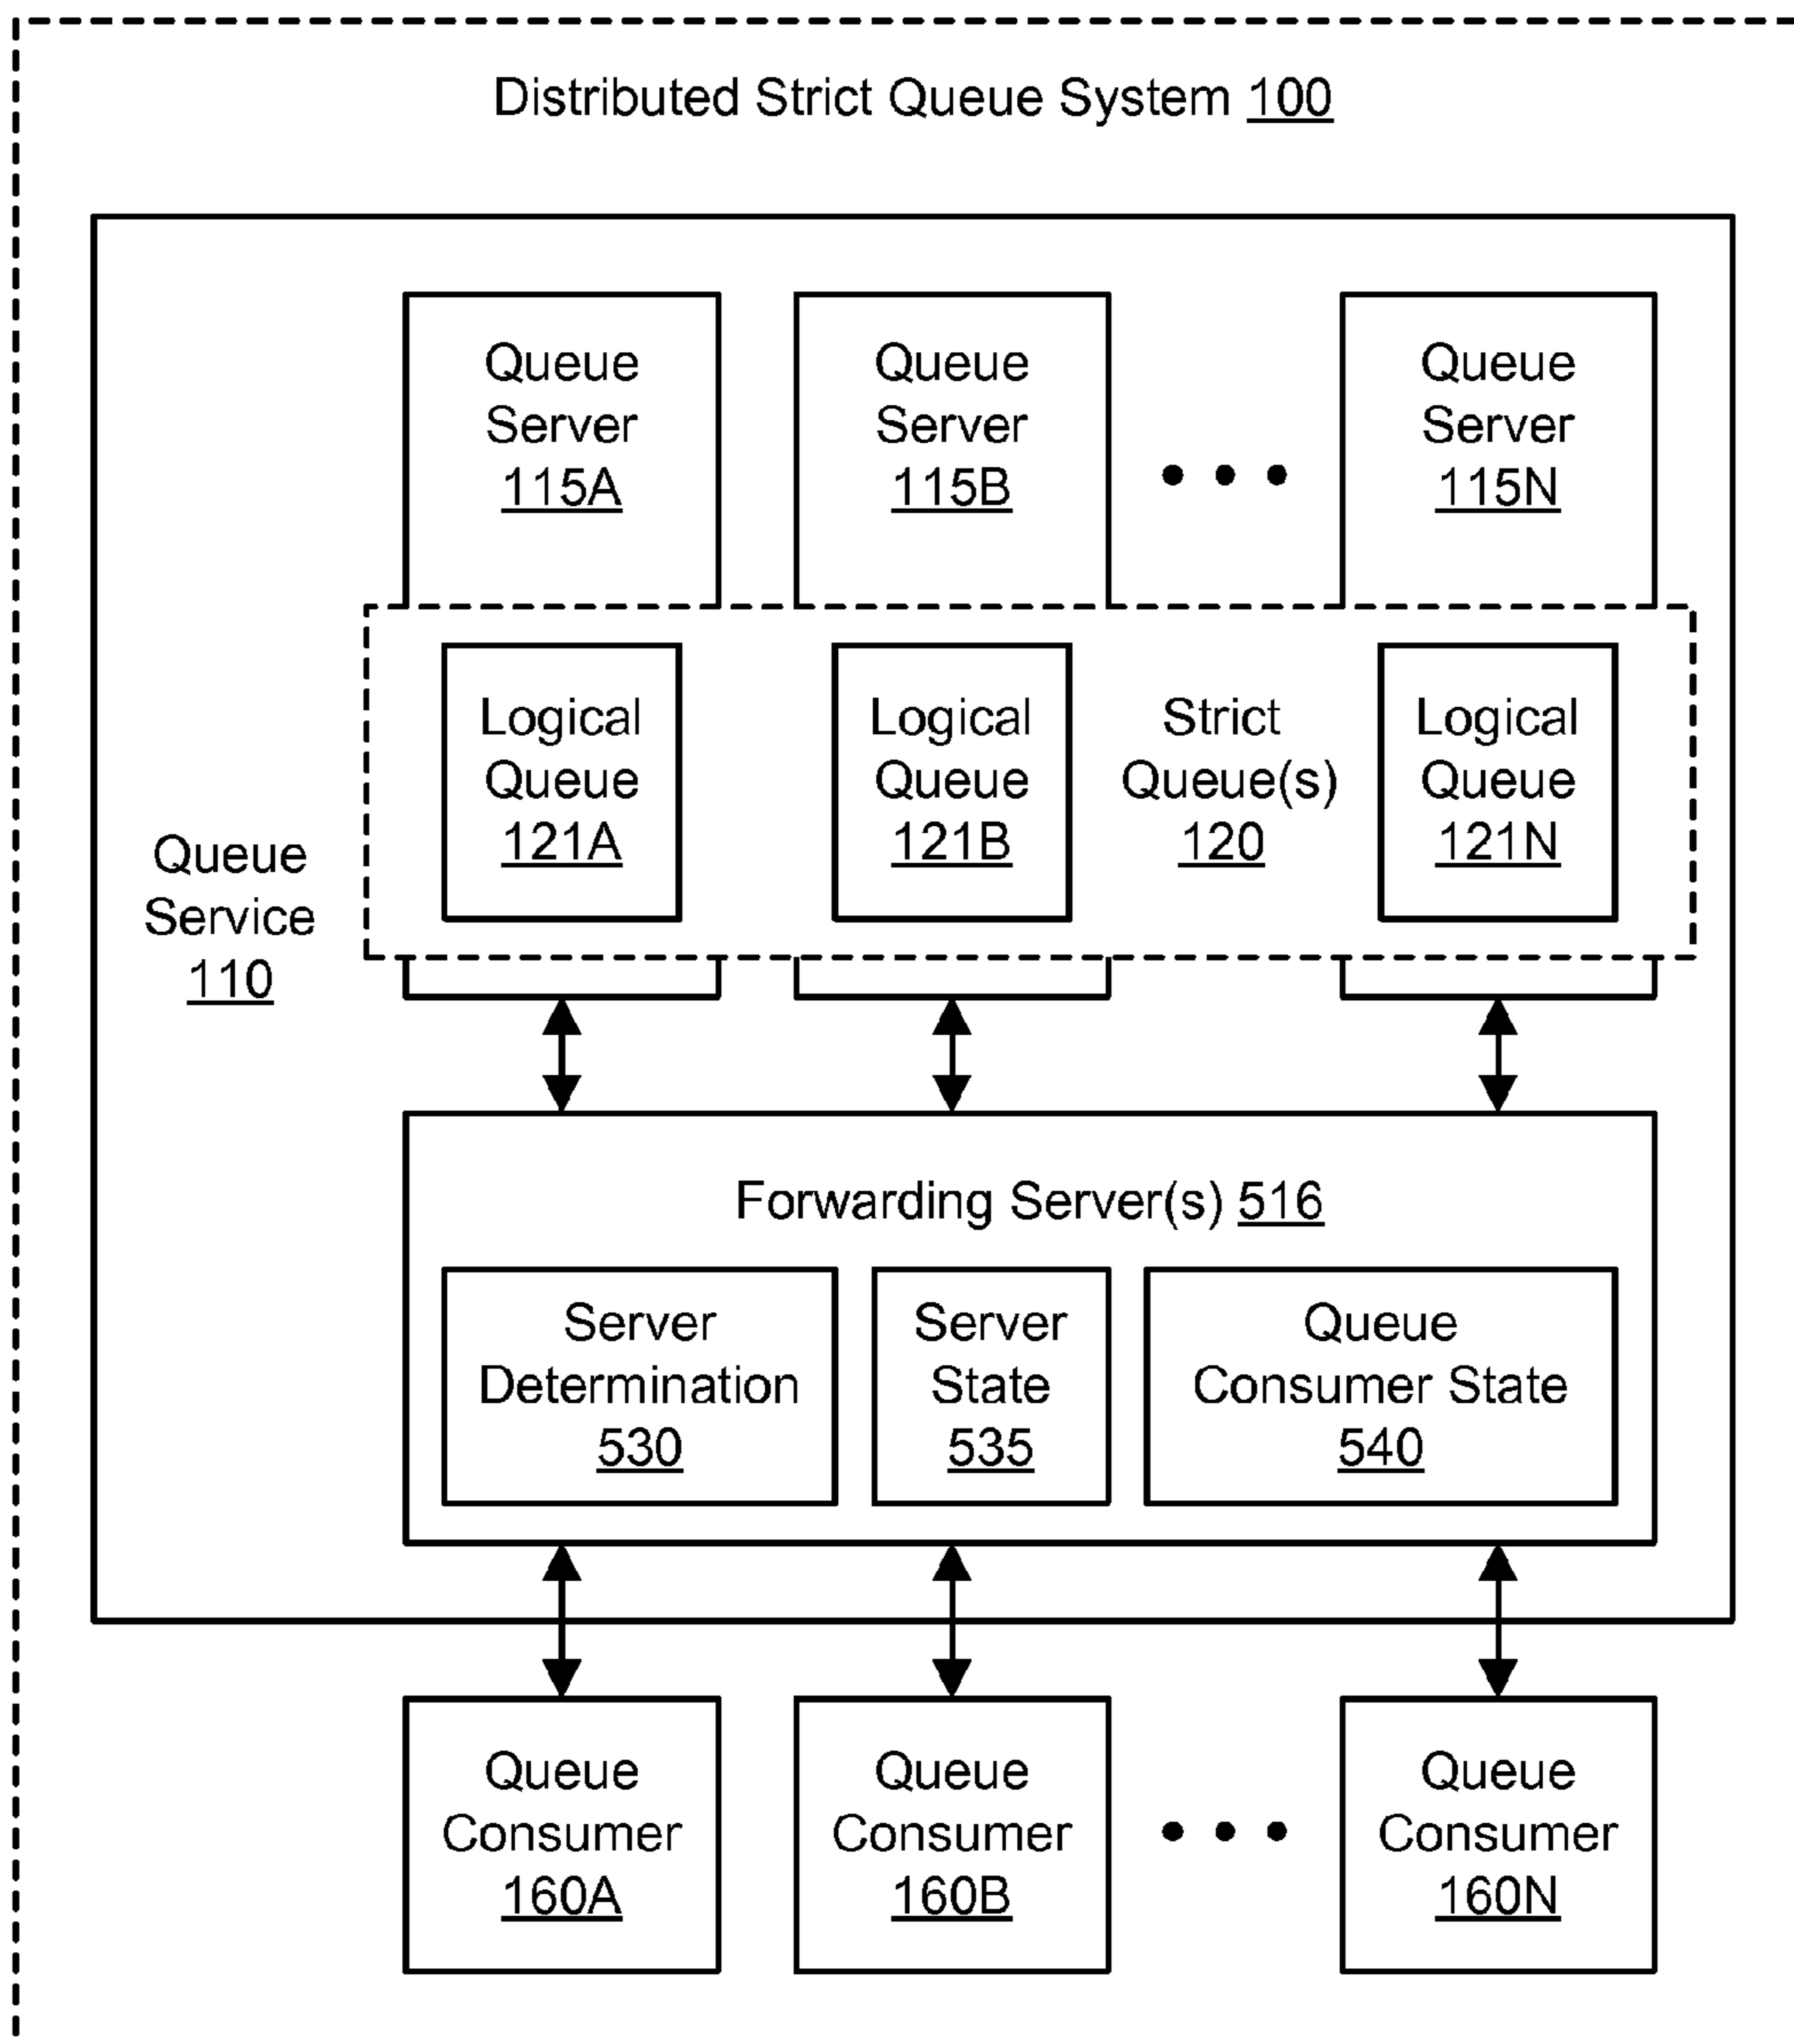 Distributed Strict Queue System 100
Queue
Server
115A
Queue
Server
115B
• • •
Queue
Server
115N
Logical
Queue
121A
Logical
Queue
121B
Strict
Queue(s)
120
Logical
Queue
121N
Queue
Service
110
Forwarding Server(s) 516
Server
Determination
530
Server
State
535
Queue
Consumer State
540
Queue
Consumer
160A
Queue
Consumer
160B
• • •
Queue
Consumer
160N